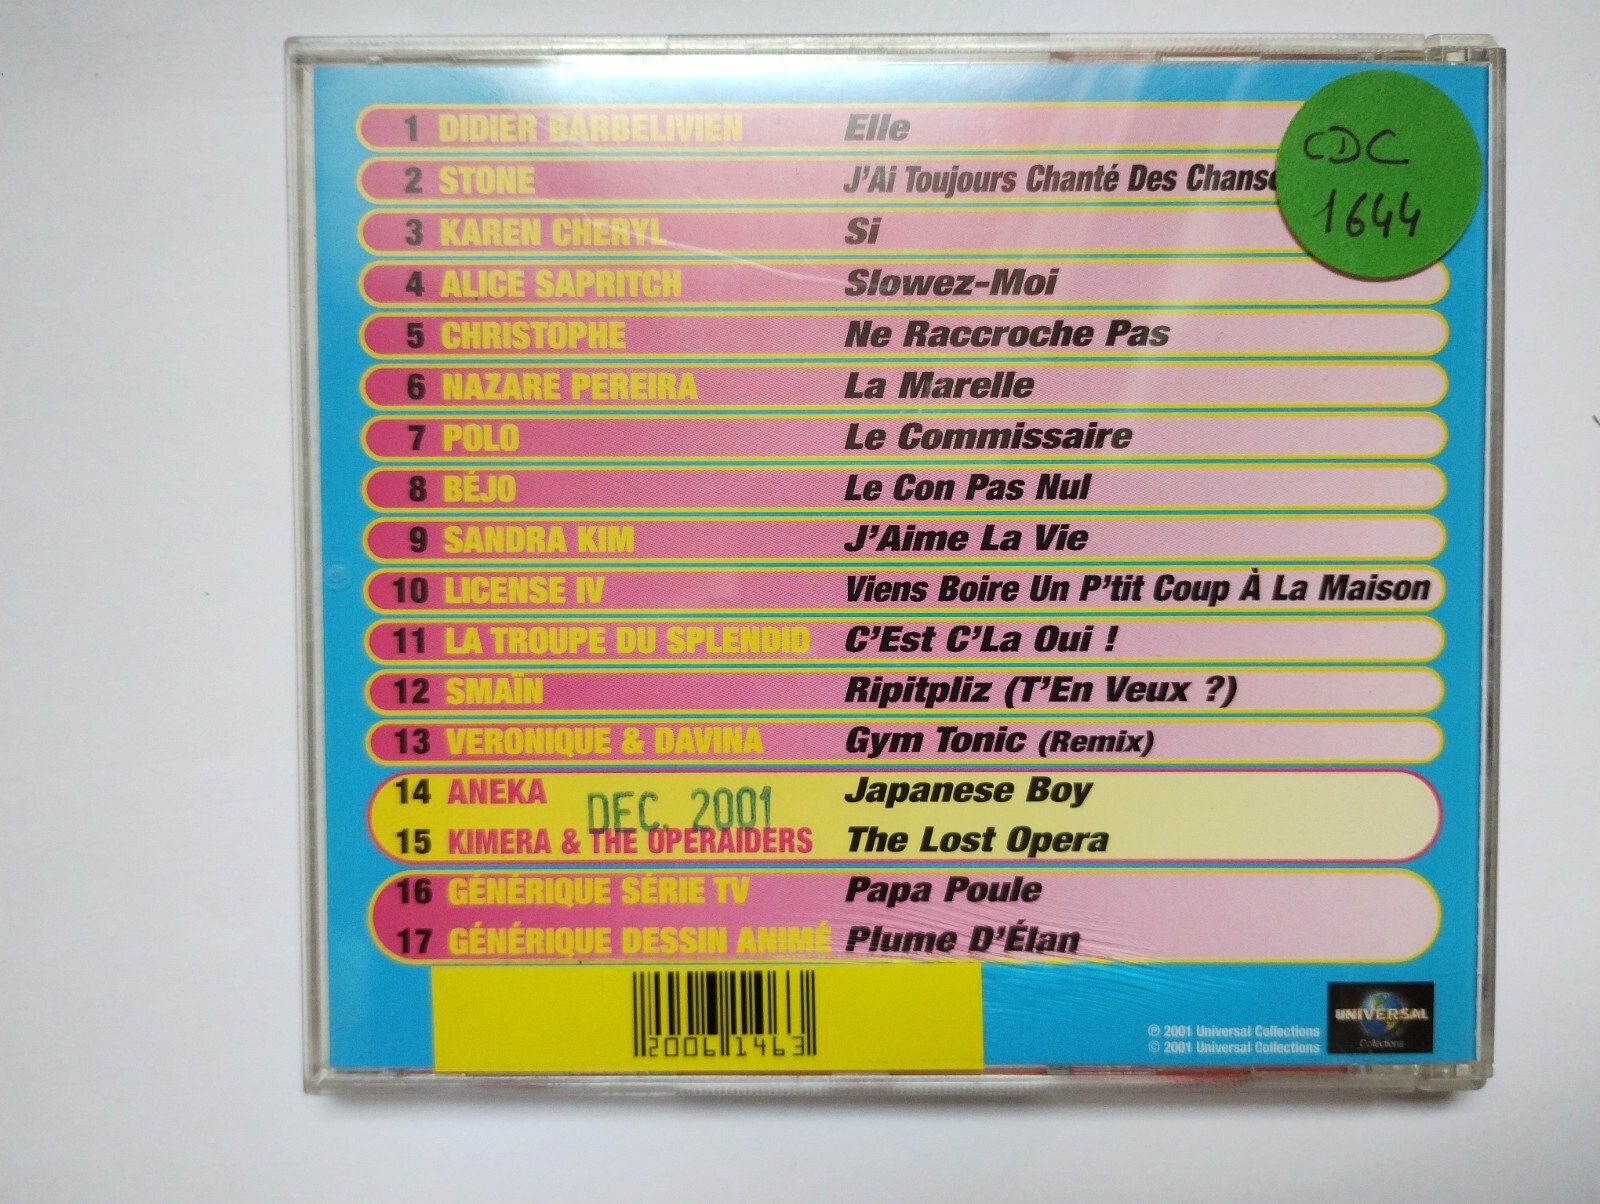 1 DIDIER BARBELIVIEN Elle
2 STONE J'Ai Toujours Chanté Des
3 KAREN CHERYL Si
4 ALICE SAPRITCH Slowez-Moi
5 CHRISTOPHE Ne Raccroche Pas
6 NAZARE PEREIRA La Marelle
7 POLO Le Commissaire
8 BÉJO Le Con Pas Nul
9 SANDRA KIM J'Aime La Vie
10 LICENSE IV Viens Boire Un P'tit Coup À La Maison
11 LA TROUPE DU SPLENDID C'Est C'La Oui !
12 SMAÏN Ripitpliz (T'En Veux ?)
13 VERONIQUE & DAVINA Gym Tonic (Remix)
14 ANEKA Japanese Boy
DEC. 2001
15 KIMERA & THE OPERAIDERS The Lost Opera
16 GÉNÉRIQUE SÉRIE TV Papa Poule
17 GÉNÉRIQUE DESSIN ANIMÉ Plume D'Élan
CDC
1644
20061463
℗ 2001 Universal Collections
© 2001 Universal Collections
UNIVERSAL
Collections